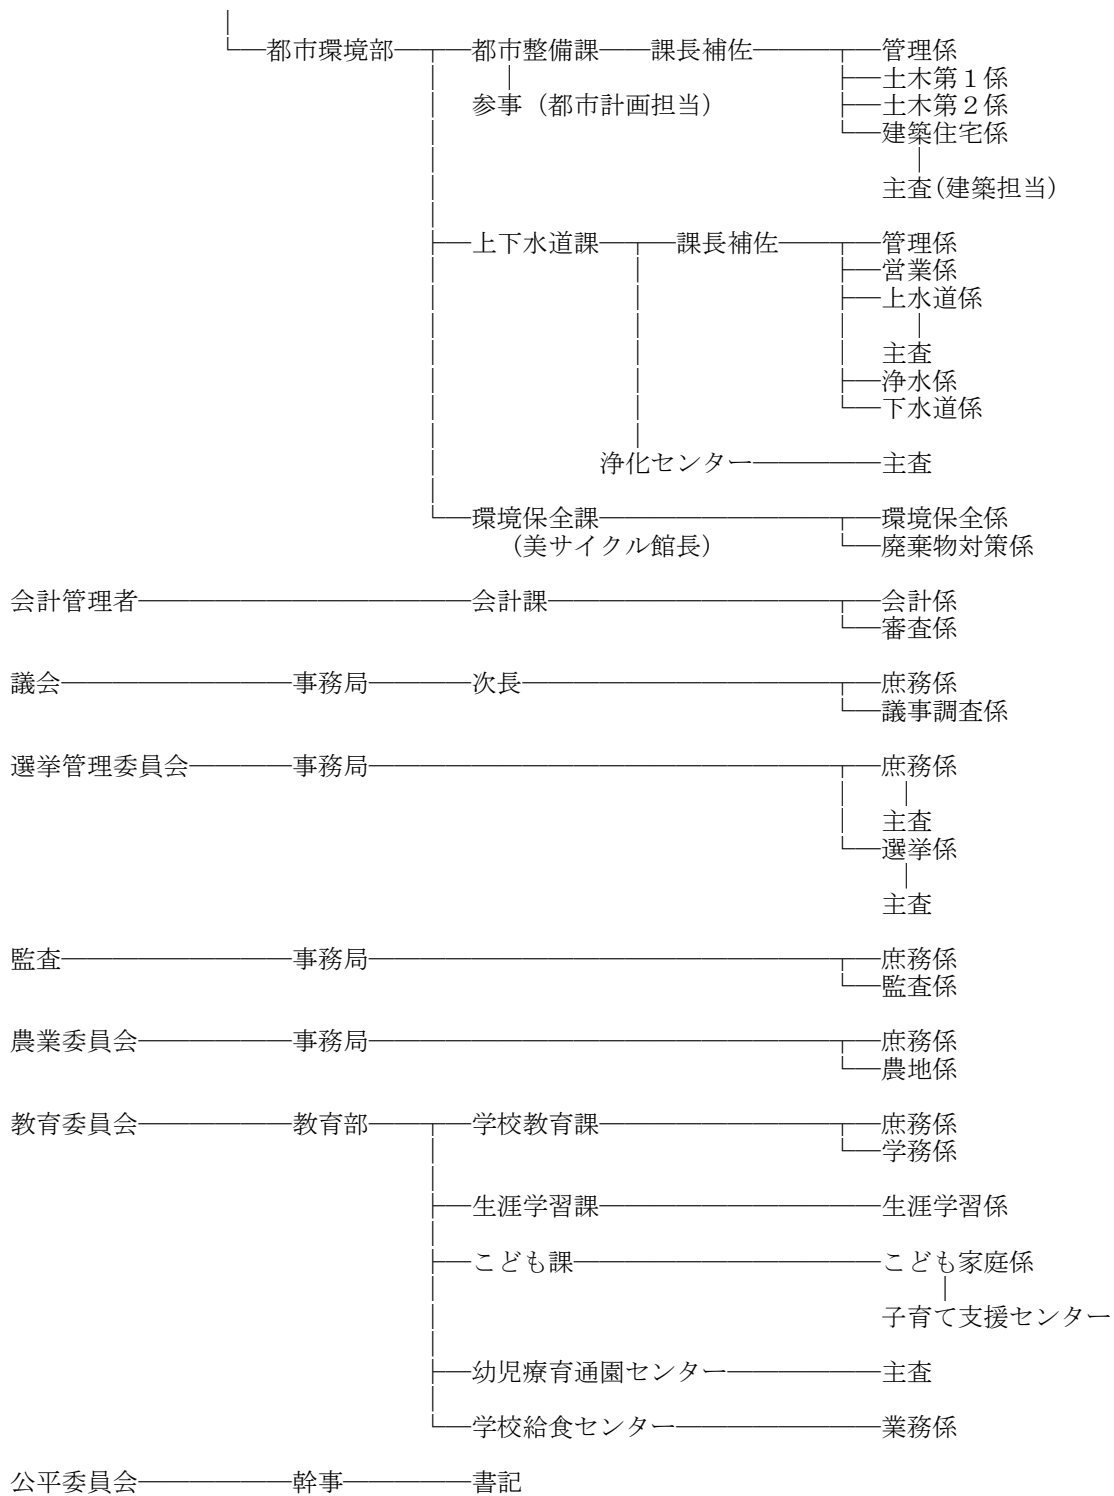 都市環境部 都市整備課 課長補佐 管理係
土木第１係
参事（都市計画担当） 土木第２係
建築住宅係
主査(建築担当)
上下水道課 課長補佐 管理係
営業係
上水道係
主査
浄水係
下水道係
浄化センター 主査
環境保全課 環境保全係
（美サイクル館長） 廃棄物対策係
会計管理者 会計課 会計係
審査係
議会 事務局 次長 庶務係
議事調査係
選挙管理委員会 事務局 庶務係
主査
選挙係
主査
監査 事務局 庶務係
監査係
農業委員会 事務局 庶務係
農地係
教育委員会 教育部 学校教育課 庶務係
学務係
生涯学習課 生涯学習係
こども課 こども家庭係
子育て支援センター
幼児療育通園センター 主査
学校給食センター 業務係
公平委員会 幹事 書記